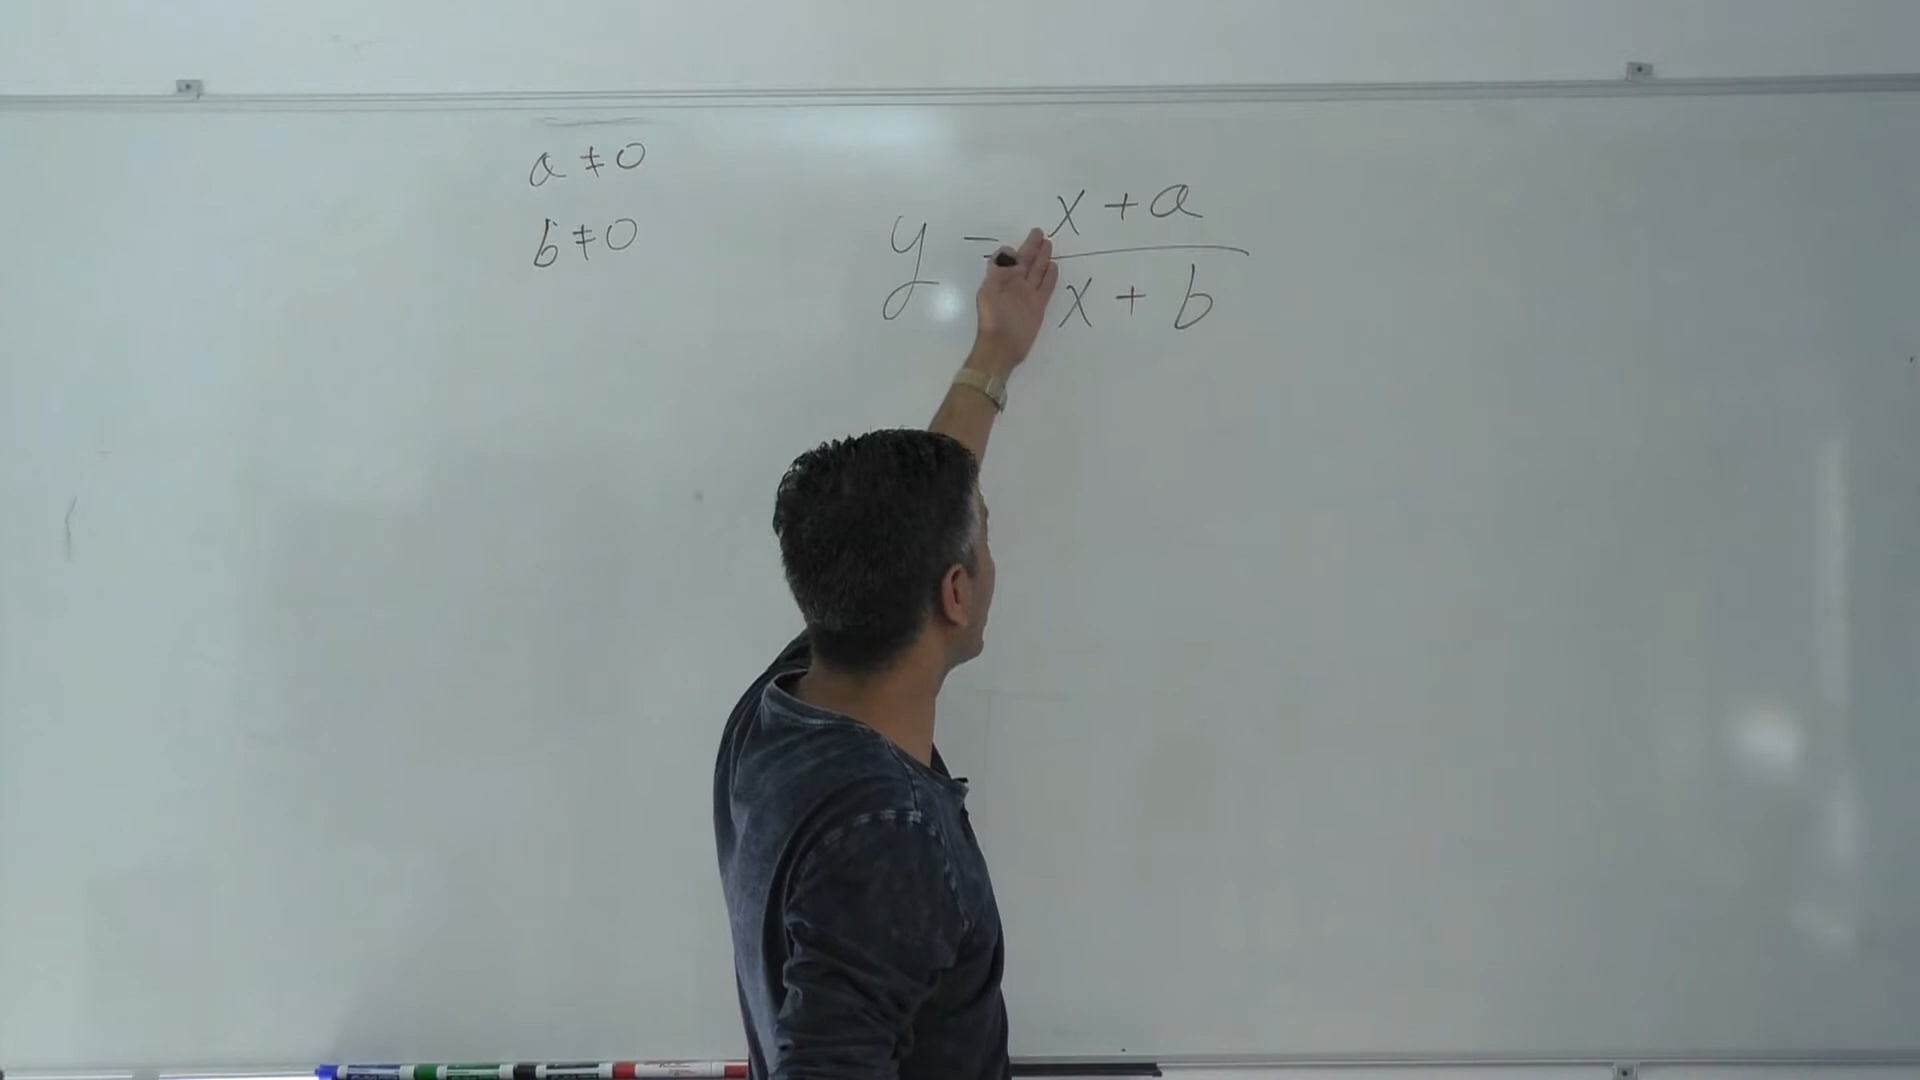 a ≠ 0
b ≠ 0
y = x + a / x + b